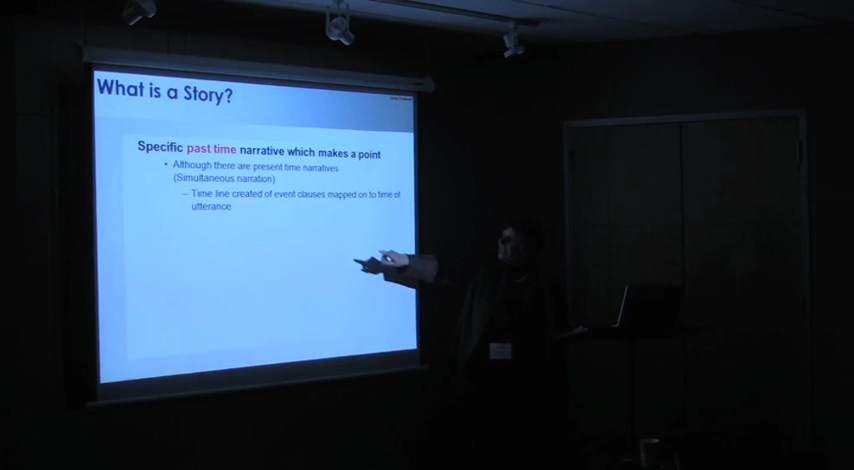 What is a Story?
Specific past time narrative which makes a point
• Although there are present time narratives
(Simultaneous narration)
– Time line created of event clauses mapped on to time of
utterance